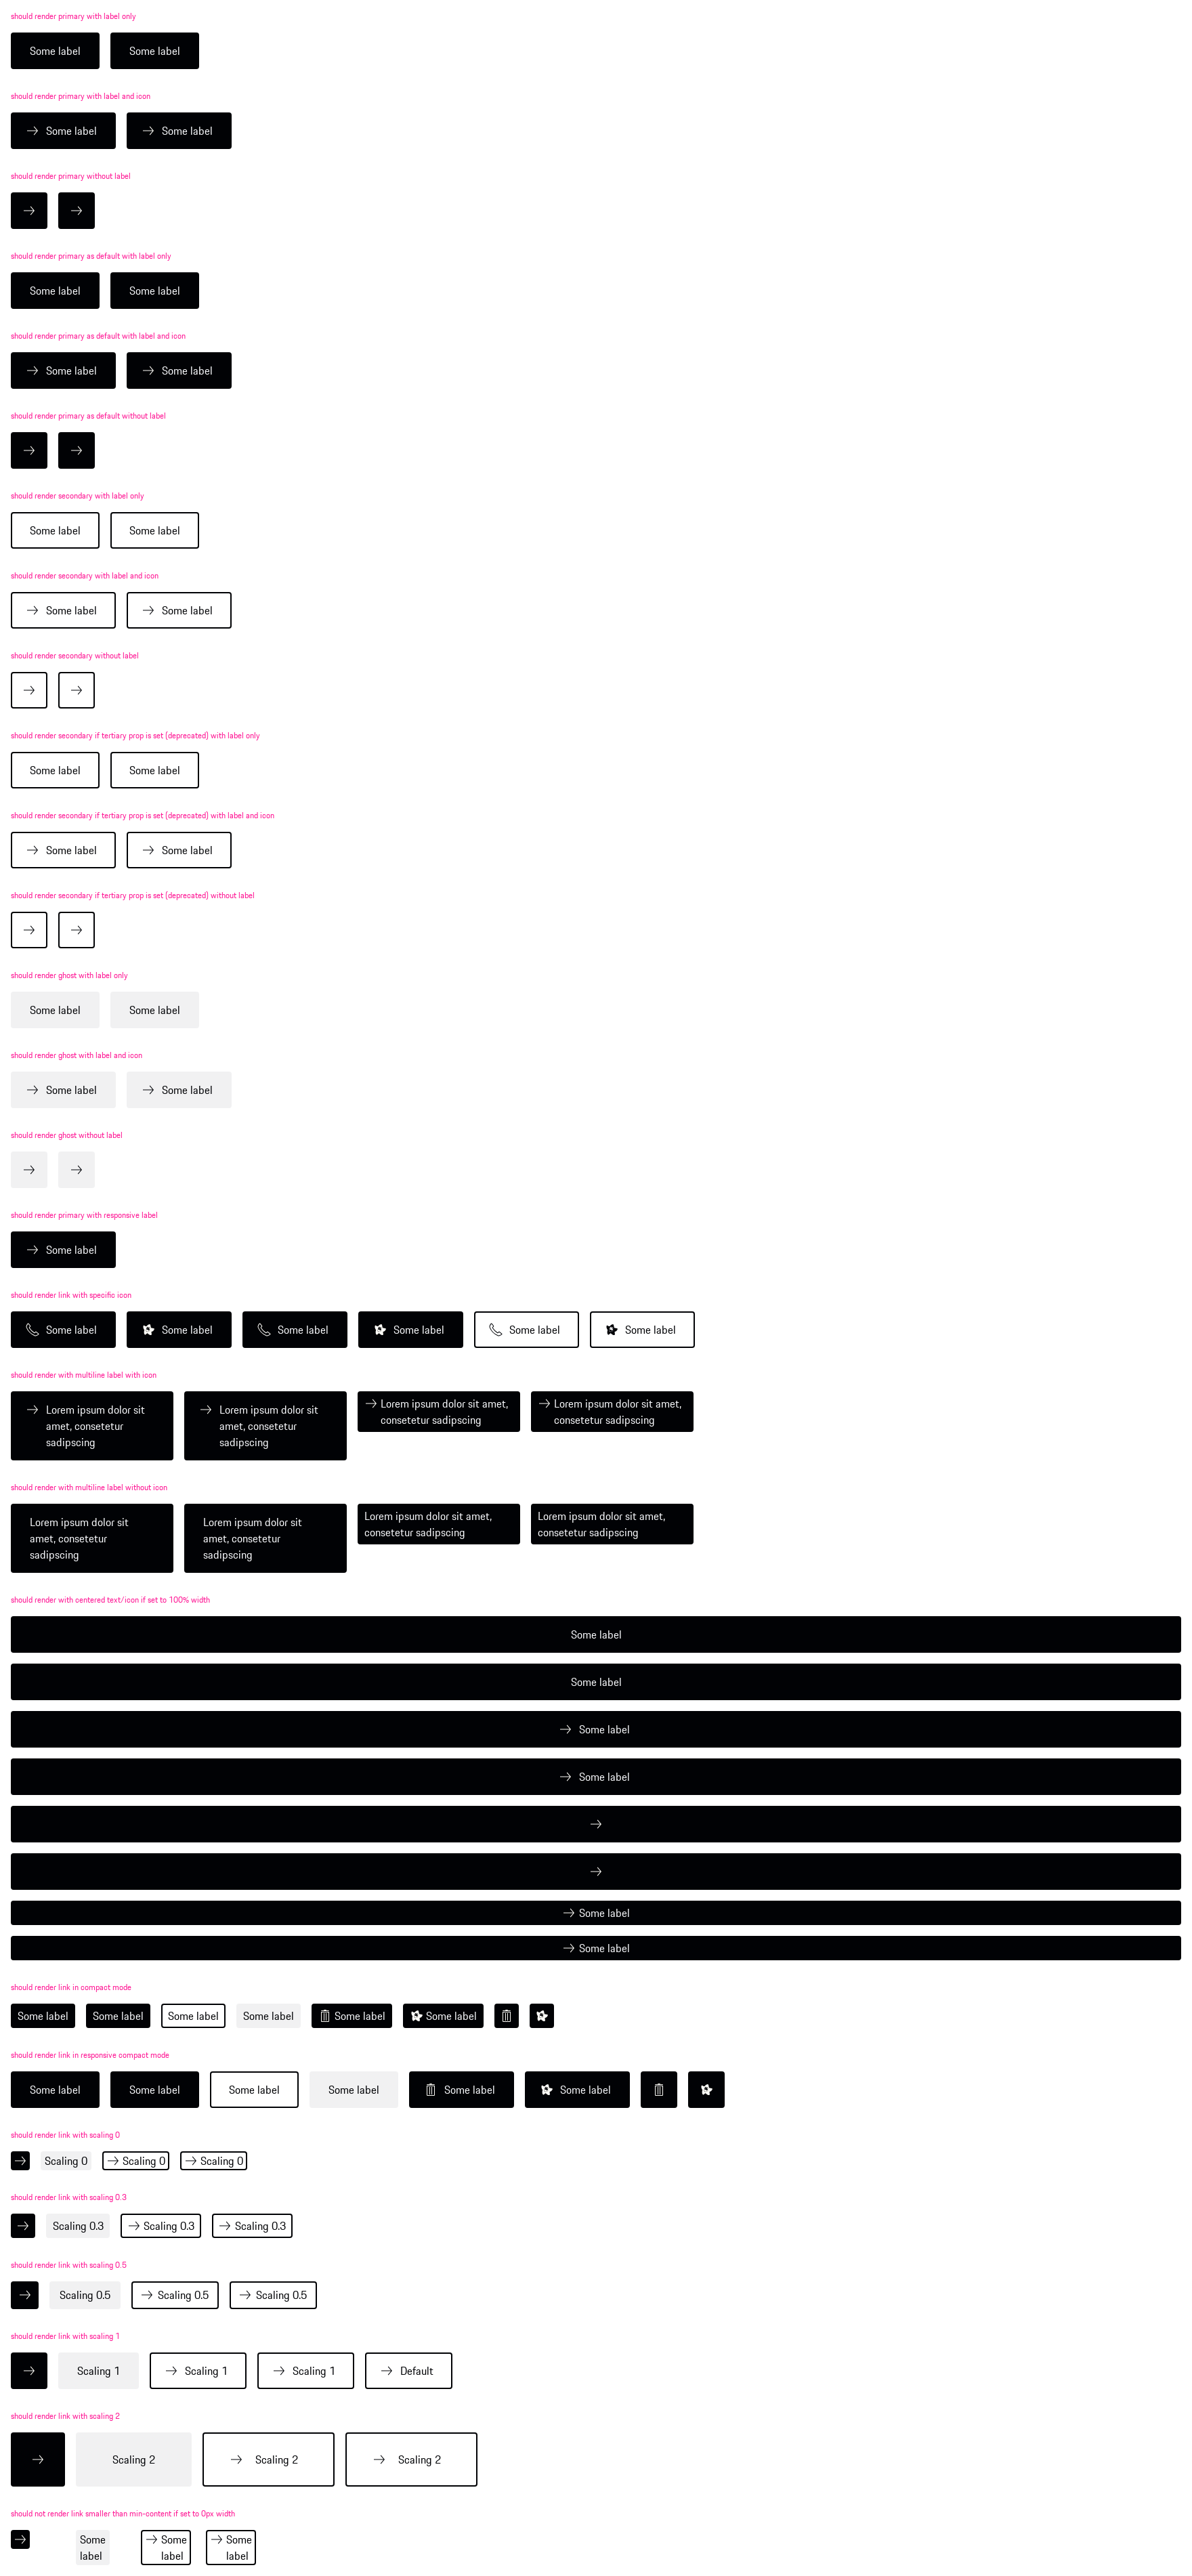 should render primary with label only
Some label Some label
should render primary with label and icon
Some label Some label
should render primary without label
should render primary as default with label only
Some label Some label
should render primary as default with label and icon
Some label Some label
should render primary as default without label
should render secondary with label only
Some label Some label
should render secondary with label and icon
Some label Some label
should render secondary without label
should render secondary if tertiary prop is set (deprecated) with label only
Some label Some label
should render secondary if tertiary prop is set (deprecated) with label and icon
Some label Some label
should render secondary if tertiary prop is set (deprecated) without label
should render ghost with label only
Some label Some label
should render ghost with label and icon
Some label Some label
should render ghost without label
should render primary with responsive label
Some label
should render link with specific icon
Some label Some label Some label Some label Some label Some label
should render with multiline label with icon
Lorem ipsum dolor sit
amet, consetetur
sadipscing
Lorem ipsum dolor sit
amet, consetetur
sadipscing
Lorem ipsum dolor sit amet,
consetetur sadipscing
Lorem ipsum dolor sit amet,
consetetur sadipscing
should render with multiline label without icon
Lorem ipsum dolor sit
amet, consetetur
sadipscing
Lorem ipsum dolor sit
amet, consetetur
sadipscing
Lorem ipsum dolor sit amet,
consetetur sadipscing
Lorem ipsum dolor sit amet,
consetetur sadipscing
should render with centered text/icon if set to 100% width
Some label
Some label
Some label
Some label
Some label
Some label
should render link in compact mode
Some label Some label Some label Some label Some label Some label
should render link in responsive compact mode
Some label Some label Some label Some label Some label Some label
should render link with scaling 0
Scaling 0 Scaling 0 Scaling 0
should render link with scaling 0.3
Scaling 0.3 Scaling 0.3 Scaling 0.3
should render link with scaling 0.5
Scaling 0.5 Scaling 0.5 Scaling 0.5
should render link with scaling 1
Scaling 1 Scaling 1 Scaling 1 Default
should render link with scaling 2
Scaling 2 Scaling 2 Scaling 2
should not render link smaller than min-content if set to 0px width
Some
label
Some
label
Some
label